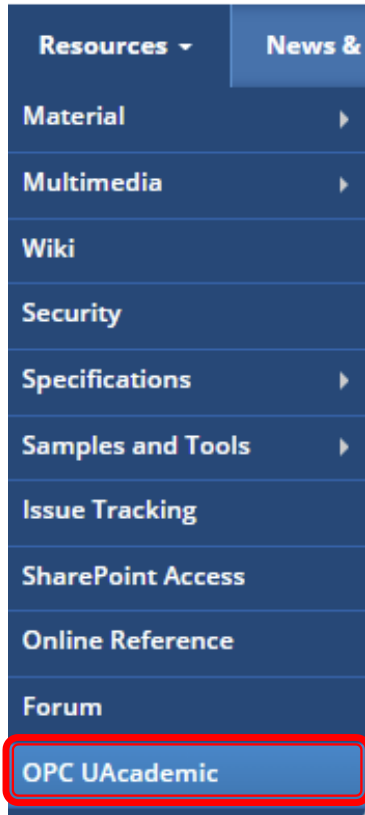 Resources
News &
Material
Multimedia
Wiki
Security
Specifications
Samples and Tools
Issue Tracking
SharePoint Access
Online Reference
Forum
OPC UAcademic